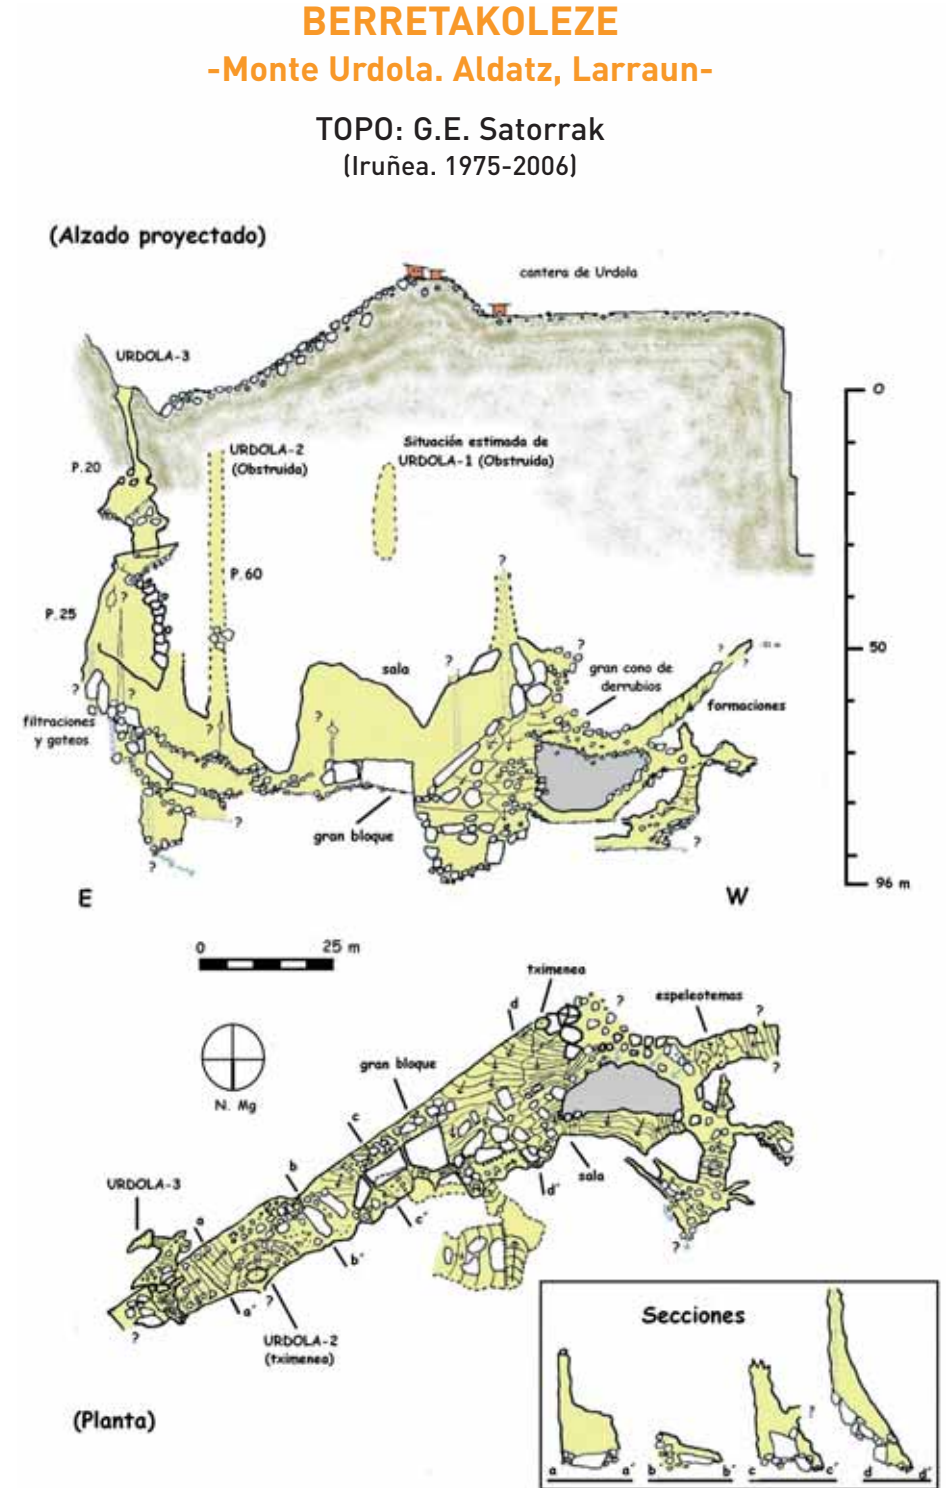 BERRETAKOLEZE
-Monte Urdola. Aldatz, Larraun-
TOPO: G.E. Satorrak
(Iruñea. 1975-2006)
(Alzado proyectado)
cantera de Urdola
URDOLA-3
0
URDOLA-2
(Obstruida)
Situación estimada de
URDOLA-1 (Obstruida)
P.20
?
P.60
?
P.25
50
?
sala
?
?
?
gran cono de
derrubios
?
?
?
formaciones
filtraciones
y goteos
?
?
?
gran bloque
?
?
E
W
96 m
0
25 m
tximenea
d
?
espeleotemas
?
gran bloque
N. Mg
?
c
b
sala
d´
URDOLA-3
a
c´
b´
?
a´
?
?
URDOLA-2
(tximenea)
Secciones
(Planta)
?
a
a´
b
b´
c
c´
d
d´